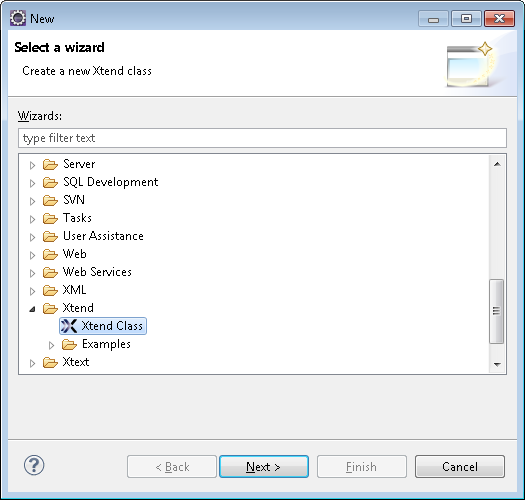 New
Select a wizard
Create a new Xtend class
Wizards:
type filter text
Server
SQL Development
SVN
Tasks
User Assistance
Web
Web Services
XML
Xtend
Xtend Class
Examples
Xtext
?
< Back
Next >
Finish
Cancel